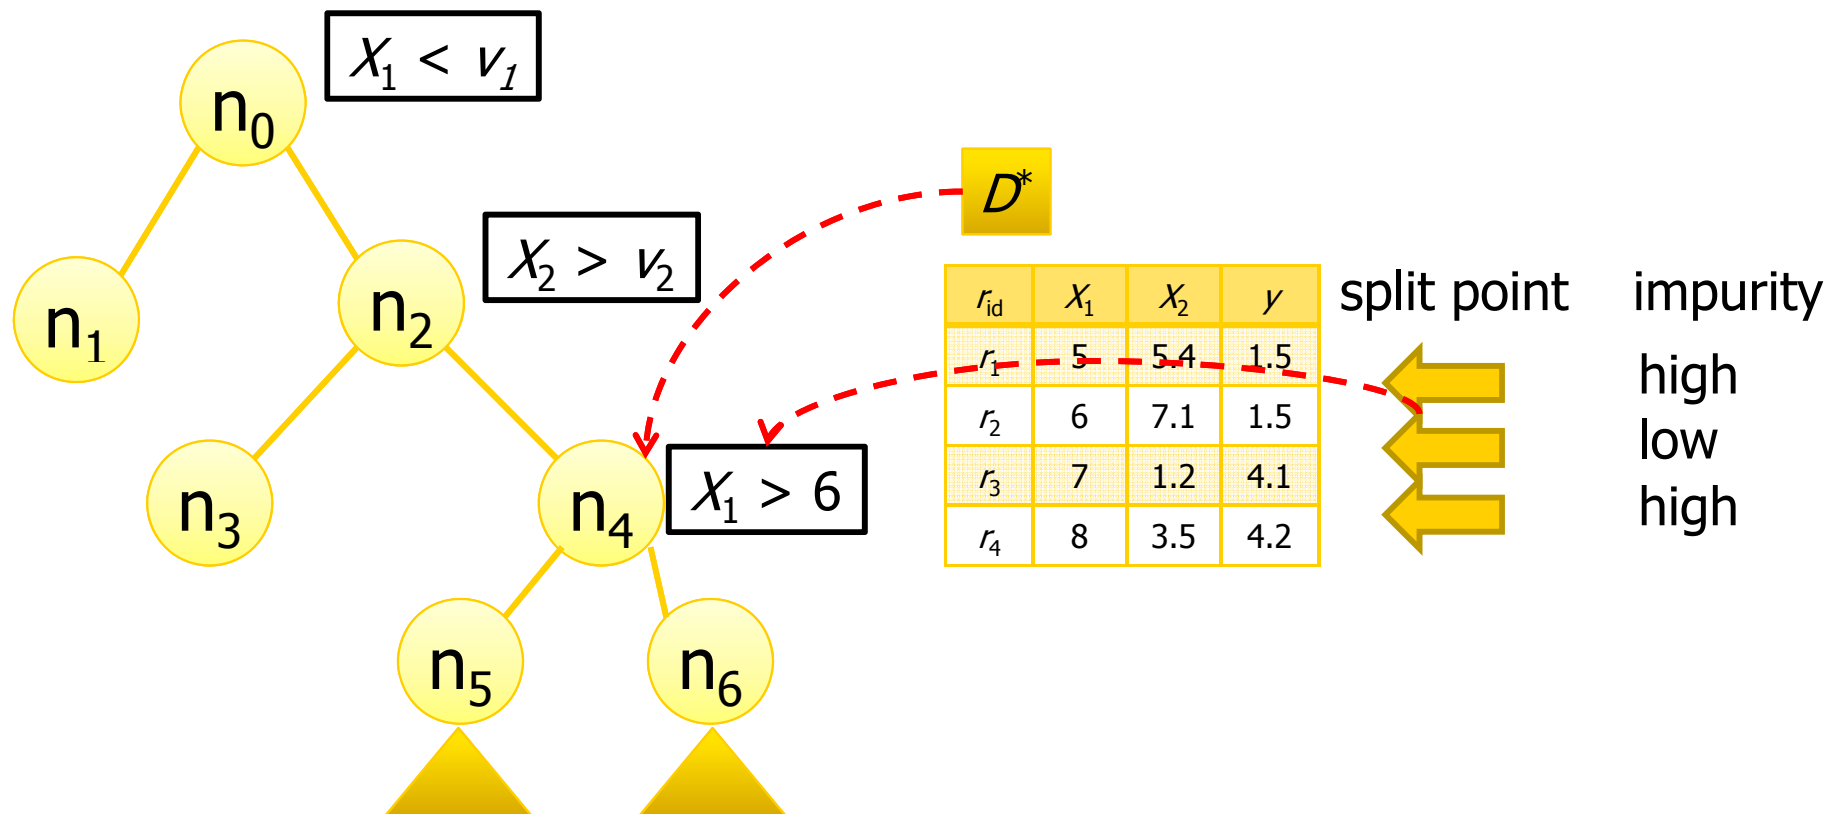 n₀
X₁ < v₁
n₁
n₂
X₂ > v₂
n₃
n₄
X₁ > 6
n₅
n₆
D*
r_id X₁ X₂ y
r₁ 5 5.4 1.5
r₂ 6 7.1 1.5
r₃ 7 1.2 4.1
r₄ 8 3.5 4.2
split point impurity
high
low
high